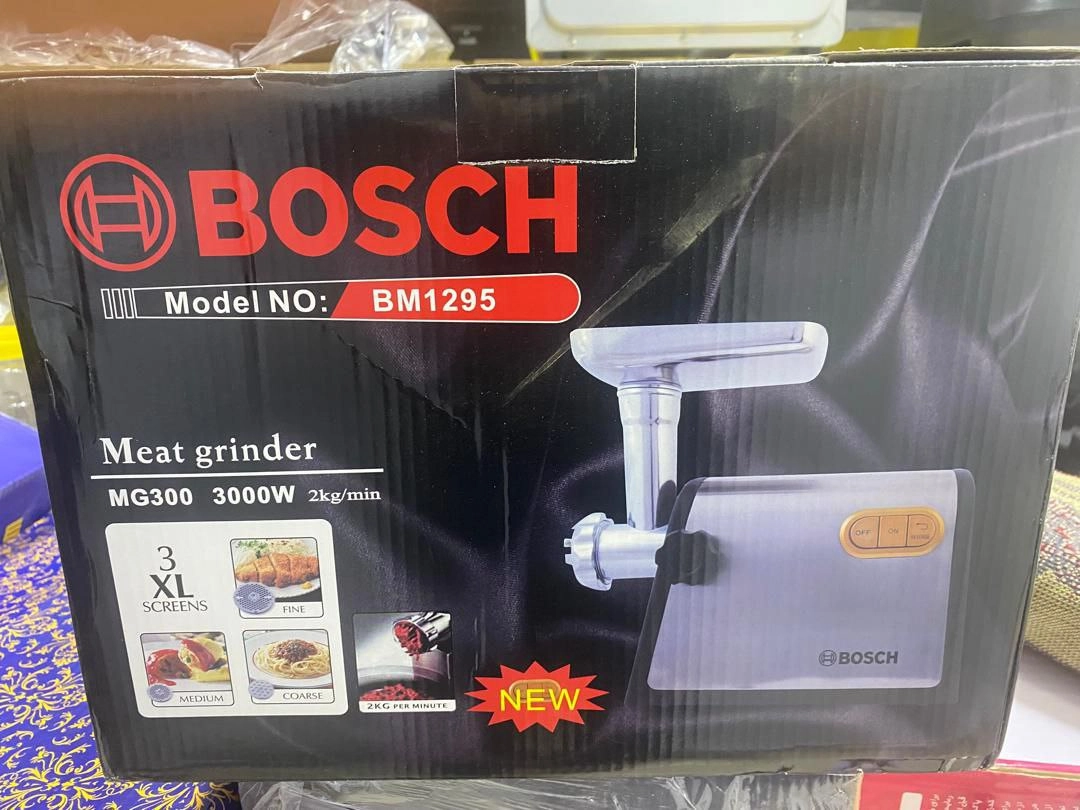 BOSCH
Model NO: BM1295
Meat grinder
MG300 3000W 2kg/min
3
XL
SCREENS
FINE
MEDIUM
COARSE
2KG PER MINUTE
NEW
OFF ON REVERSE
BOSCH